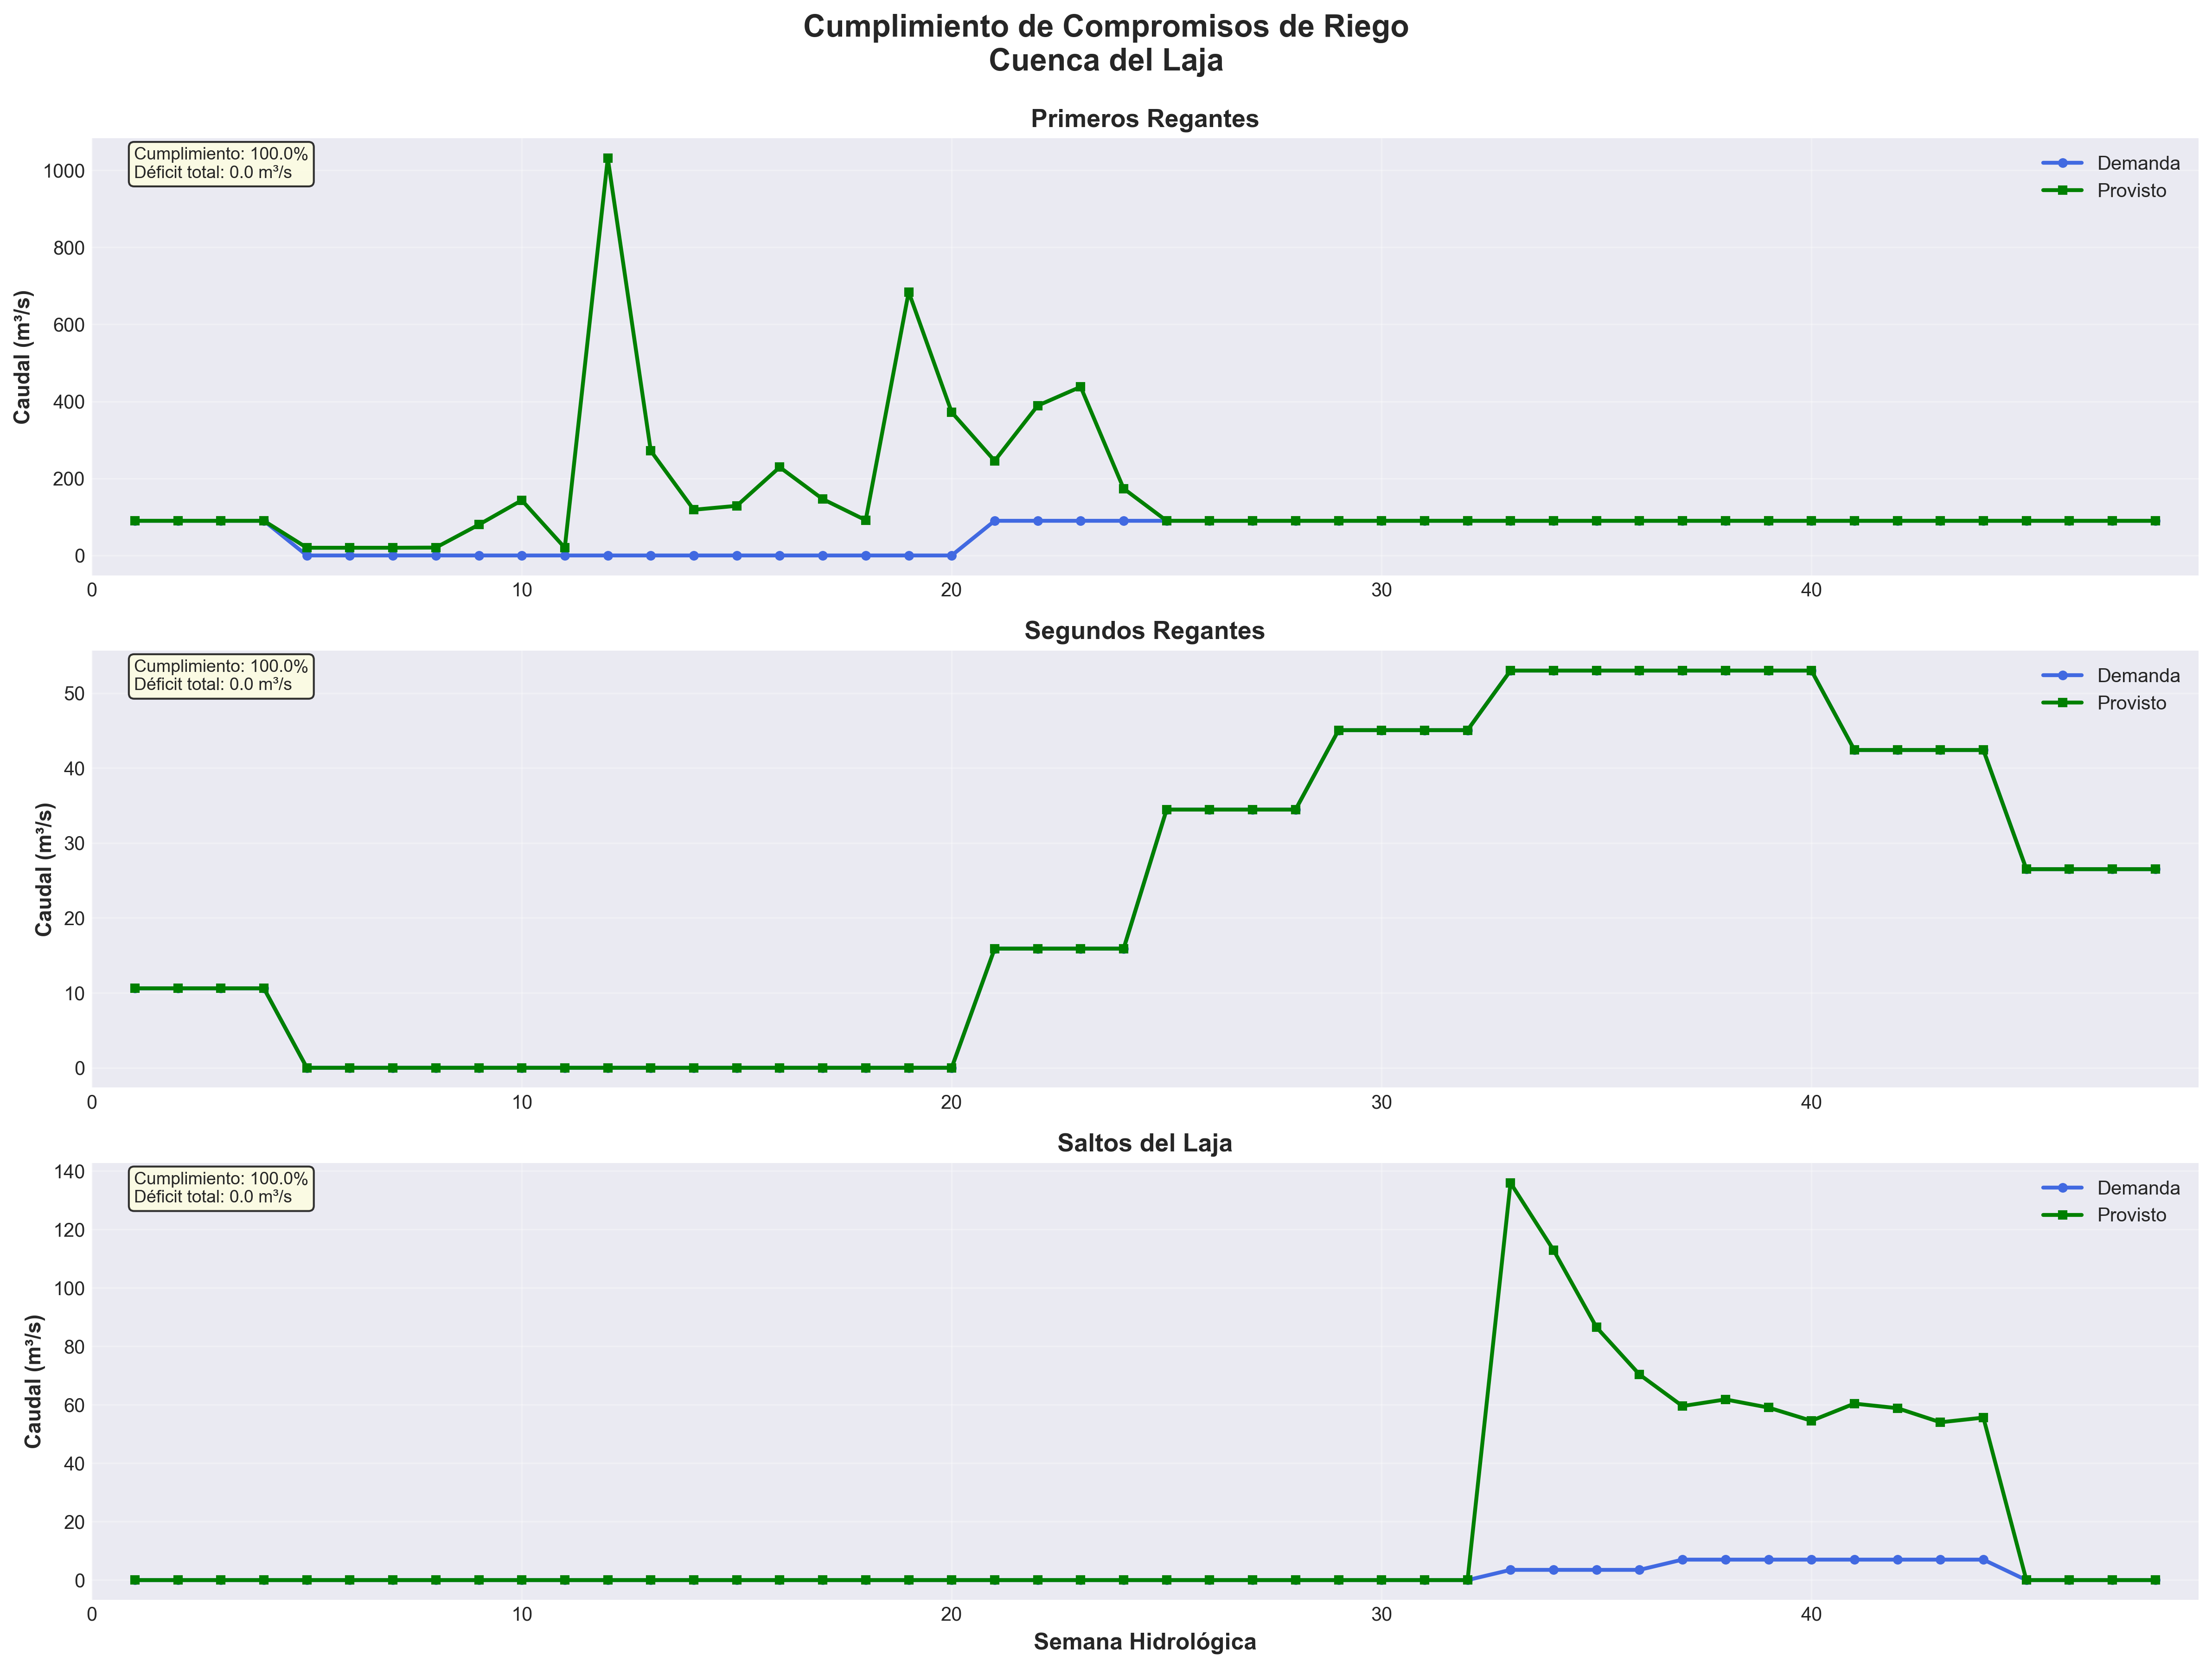 Cumplimiento de Compromisos de Riego
Cuenca del Laja
Primeros Regantes
Cumplimiento: 100.0%
Déficit total: 0.0 m³/s
Demanda
Provisto
Caudal (m³/s)
1000
800
600
400
200
0
0 10 20 30 40
Segundos Regantes
Cumplimiento: 100.0%
Déficit total: 0.0 m³/s
Demanda
Provisto
Caudal (m³/s)
50
40
30
20
10
0
0 10 20 30 40
Saltos del Laja
Cumplimiento: 100.0%
Déficit total: 0.0 m³/s
Demanda
Provisto
Caudal (m³/s)
140
120
100
80
60
40
20
0
0 10 20 30 40
Semana Hidrológica